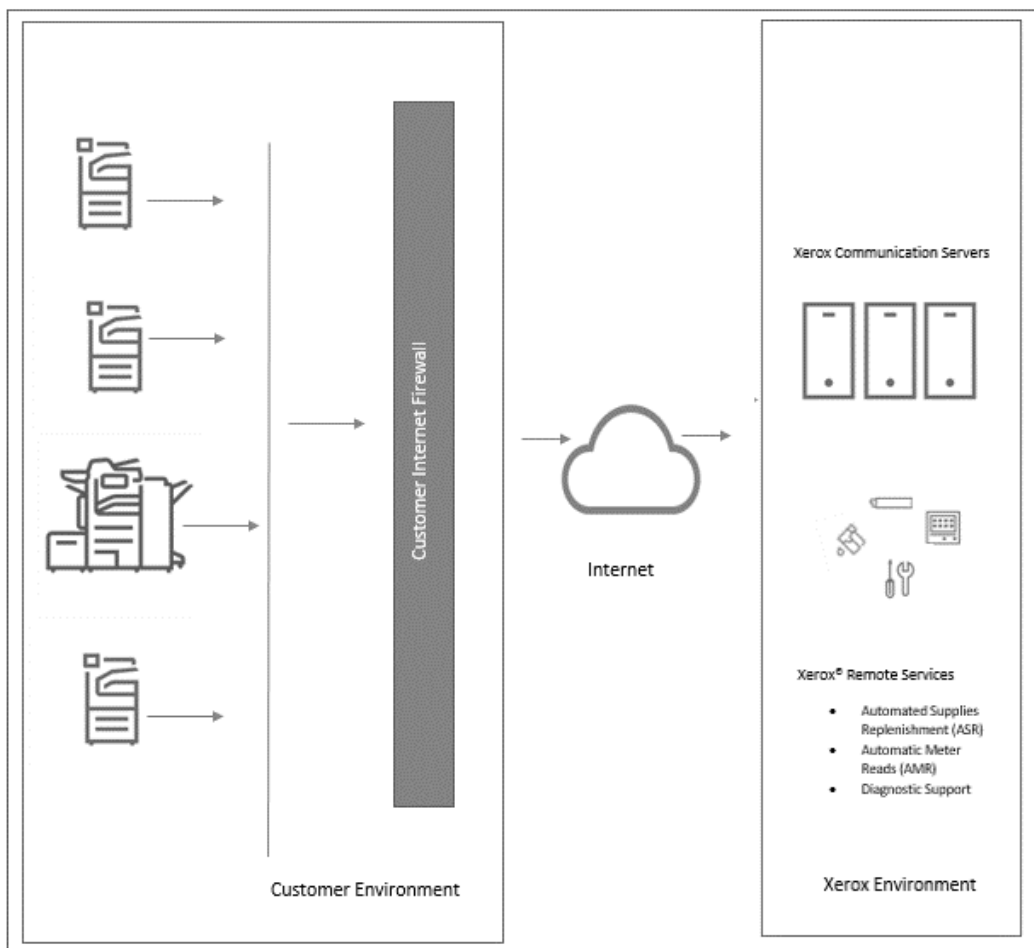 Customer Internet Firewall
Customer Environment
Internet
Xerox Communication Servers
Xerox® Remote Services
• Automated Supplies
Replenishment (ASR)
• Automatic Meter
Reads (AMR)
• Diagnostic Support
Xerox Environment